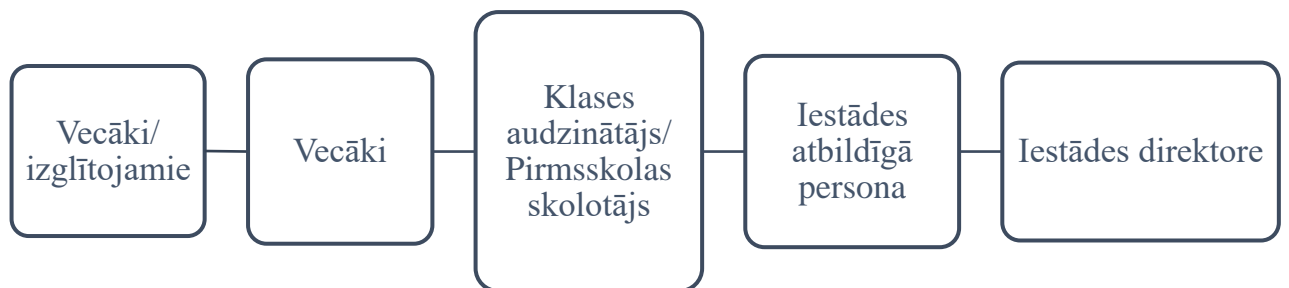 Vecāki/
izglītojamie
Vecāki
Klases
audzinātājs/
Pirmsskolas
skolotājs
Iestādes
atbildīgā
persona
Iestādes direktore